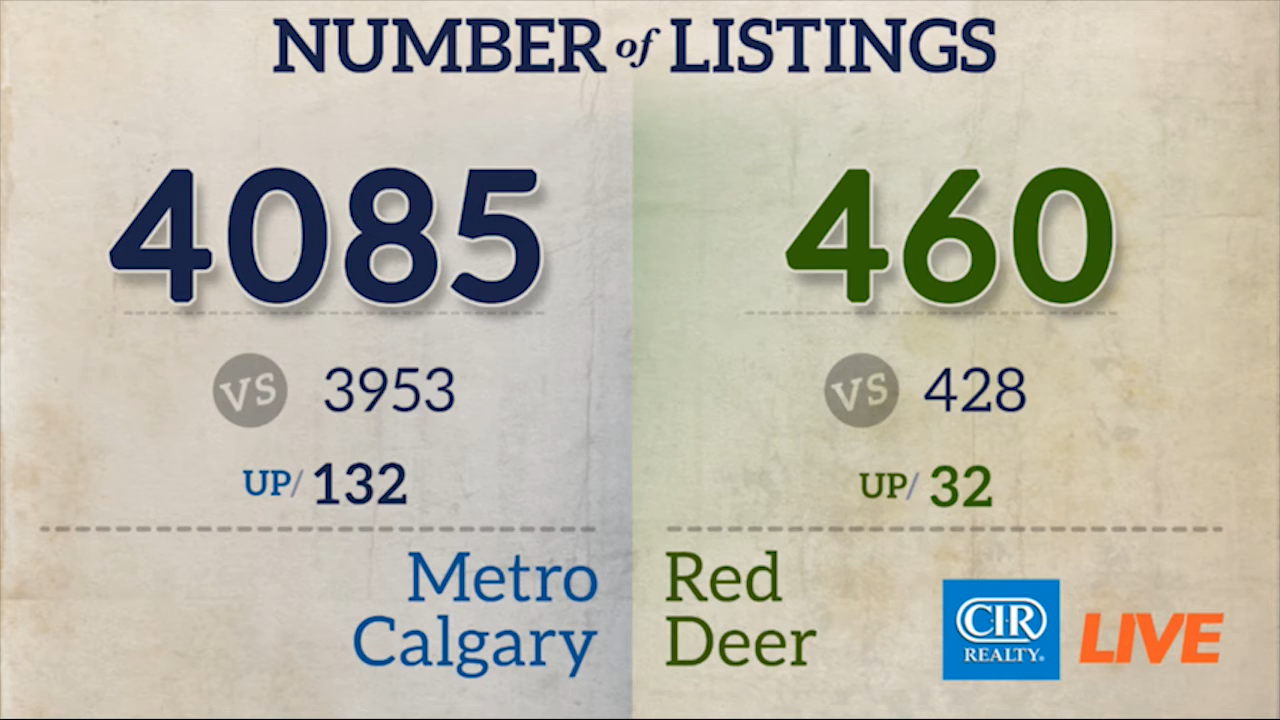 NUMBER of LISTINGS
4085
VS 3953
UP/ 132
Metro
Calgary
460
VS 428
UP/ 32
Red
Deer
CIR
REALTY.
LIVE